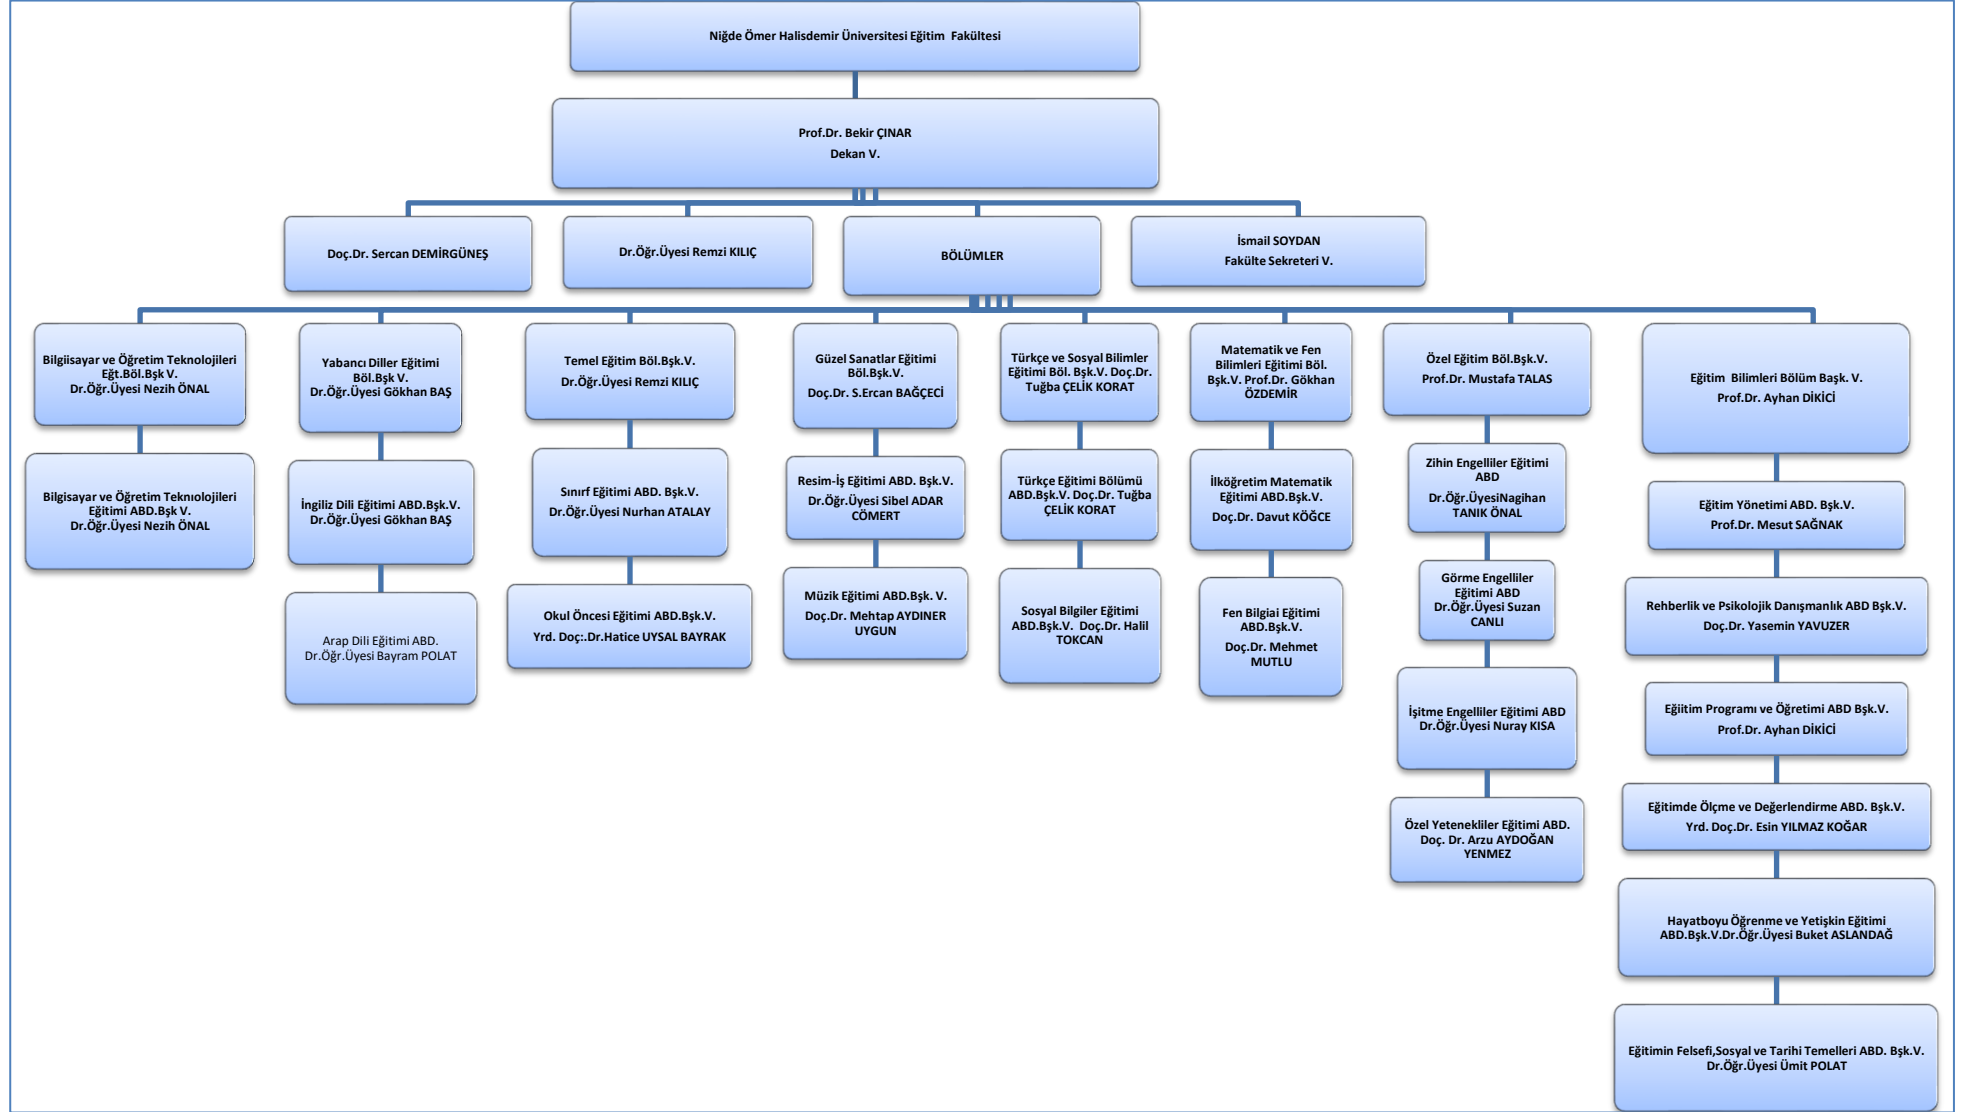 Niğde Ömer Halisdemir Üniversitesi Eğitim Fakültesi
Prof.Dr. Bekir ÇINAR
Dekan V.
Doç.Dr. Sercan DEMİRGÜNEŞ
Dr.Öğr.Üyesi Remzi KILIÇ
BÖLÜMLER
İsmail SOYDAN
Fakülte Sekreteri V.
Bilgiisayar ve Öğretim Teknolojileri
Eğt.Böl.Bşk V.
Dr.Öğr.Üyesi Nezih ÖNAL
Bilgisayar ve Öğretim Teknıolojileri
Eğitimi ABD.Bşk V.
Dr.Öğr.Üyesi Nezih ÖNAL
Yabancı Diller Eğitimi
Böl.Bşk V.
Dr.Öğr.Üyesi Gökhan BAŞ
İngiliz Dili Eğitimi ABD.Bşk.V.
Dr.Öğr.Üyesi Gökhan BAŞ
Arap Dili Eğitimi ABD.
Dr.Öğr.Üyesi Bayram POLAT
Temel Eğitim Böl.Bşk.V.
Dr.Öğr.Üyesi Remzi KILIÇ
Sınırf Eğitimi ABD. Bşk.V.
Dr.Öğr.Üyesi Nurhan ATALAY
Okul Öncesi Eğitimi ABD.Bşk.V.
Yrd. Doç:.Dr.Hatice UYSAL BAYRAK
Güzel Sanatlar Eğitimi
Böl.Bşk.V.
Doç.Dr. S.Ercan BAĞÇECİ
Resim-İş Eğitimi ABD. Bşk.V.
Dr.Öğr.Üyesi Sibel ADAR
CÖMERT
Müzik Eğitimi ABD.Bşk. V.
Doç.Dr. Mehtap AYDINER
UYGUN
Türkçe ve Sosyal Bilimler
Eğitimi Böl. Bşk.V. Doç.Dr.
Tuğba ÇELİK KORAT
Türkçe Eğitimi Bölümü
ABD.Bşk.V. Doç.Dr. Tuğba
ÇELİK KORAT
Sosyal Bilgiler Eğitimi
ABD.Bşk.V. Doç.Dr. Halil
TOKCAN
Matematik ve Fen
Bilimleri Eğitimi Böl.
Bşk.V. Prof.Dr. Gökhan
ÖZDEMİR
İlköğretim Matematik
Eğitimi ABD.Bşk.V.
Doç.Dr. Davut KÖĞCE
Fen Bilgiai Eğitimi
ABD.Bşk.V.
Doç.Dr. Mehmet
MUTLU
Özel Eğitim Böl.Bşk.V.
Prof.Dr. Mustafa TALAS
Zihin Engelliler Eğitimi
ABD
Dr.Öğr.ÜyesiNagihan
TANIK ÖNAL
Görme Engelliler
Eğitimi ABD
Dr.Öğr.Üyesi Suzan
CANLI
İşitme Engelliler Eğitimi ABD
Dr.Öğr.Üyesi Nuray KISA
Özel Yetenekliler Eğitimi ABD.
Doç. Dr. Arzu AYDOĞAN
YENMEZ
Eğitim Bilimleri Bölüm Başk. V.
Prof.Dr. Ayhan DİKİCİ
Eğitim Yönetimi ABD. Bşk.V.
Prof.Dr. Mesut SAĞNAK
Rehberlik ve Psikolojik Danışmanlık ABD Bşk.V.
Doç.Dr. Yasemin YAVUZER
Eğiitim Programı ve Öğretimi ABD Bşk.V.
Prof.Dr. Ayhan DİKİCİ
Eğitimde Ölçme ve Değerlendirme ABD. Bşk.V.
Yrd. Doç.Dr. Esin YILMAZ KOĞAR
Hayatboyu Öğrenme ve Yetişkin Eğitimi
ABD.Bşk.V.Dr.Öğr.Üyesi Buket ASLANDAĞ
Eğitimin Felsefi,Sosyal ve Tarihi Temelleri ABD. Bşk.V.
Dr.Öğr.Üyesi Ümit POLAT